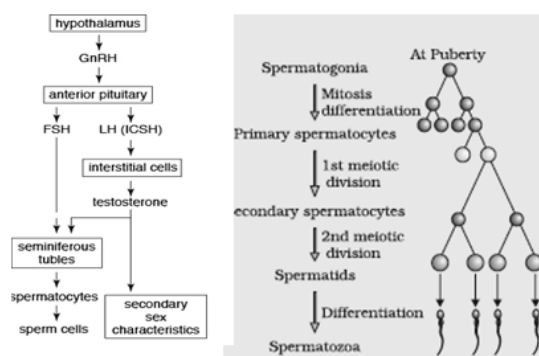 hypothalamus
GnRH
anterior pituitary
FSH
LH (ICSH)
interstitial cells
testosterone
seminiferous
tubles
spermatocytes
sperm cells
secondary
sex
characteristics
At Puberty
Spermatogonia
Mitosis
differentiation
Primary spermatocytes
1st meiotic
division
econdary spermatocytes
2nd meiotic
division
Spermatids
Differentiation
Spermatozoa